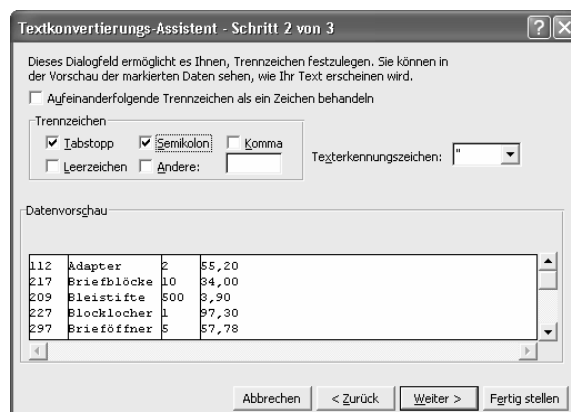 Textkonvertierungs-Assistent - Schritt 2 von 3
Dieses Dialogfeld ermöglicht es Ihnen, Trennzeichen festzulegen. Sie können in
der Vorschau der markierten Daten sehen, wie Ihr Text erscheinen wird.
Aufeinanderfolgende Trennzeichen als ein Zeichen behandeln
Trennzeichen
Tabstopp Semikolon Komma
Leerzeichen Andere:
Texterkennungszeichen: "
Datenvorschau
112 Adapter 2 55,20
217 Briefblöcke 10 34,00
209 Bleistifte 500 3,90
227 Blocklocher 1 97,30
297 Brieföffner 5 57,78
Abbrechen < Zurück Weiter > Fertig stellen